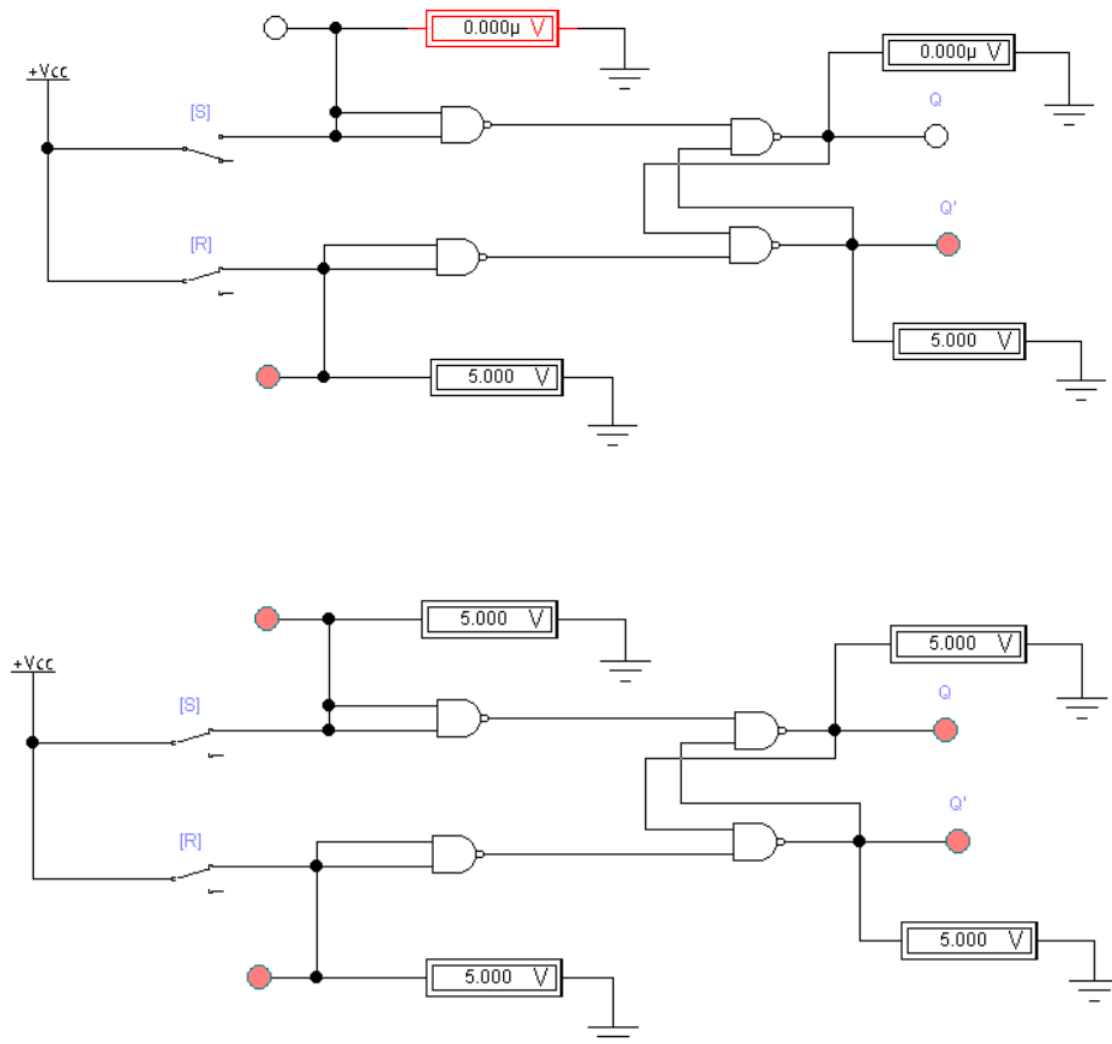 0.000µ V
0.000µ V
+Vcc
[S]
Q
Q'
[R]
5.000 V
5.000 V
5.000 V
5.000 V
+Vcc
[S]
Q
Q'
[R]
5.000 V
5.000 V